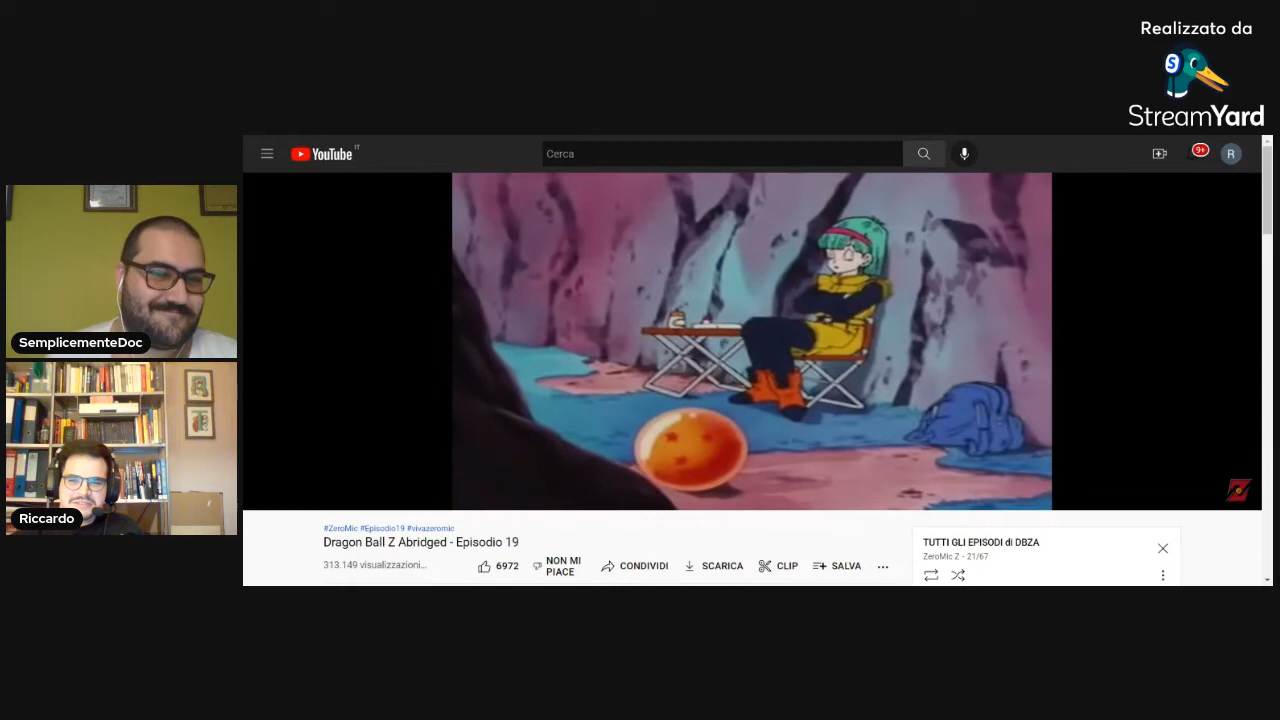 Realizzato da
StreamYard
YouTube IT
Cerca
9+
R
SemplicementeDoc
Riccardo
#ZeroMic #Episodio19 #vivazeromic
Dragon Ball Z Abridged - Episodio 19
313.149 visualizzazioni...
6972
NON MI
PIACE
CONDIVIDI
SCARICA
CLIP
SALVA
TUTTI GLI EPISODI di DBZA
ZeroMic Z - 21/67